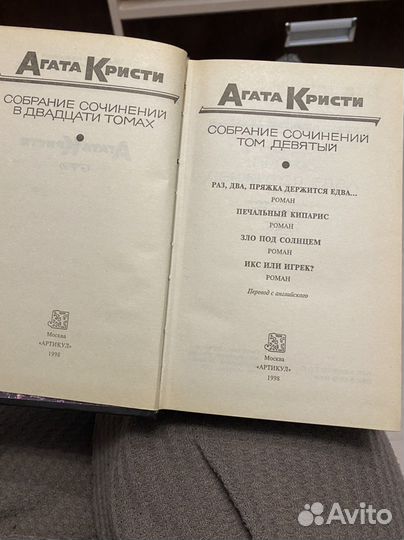 Агата Кристи
СОБРАНИЕ СОЧИНЕНИЙ
В ДВАДЦАТИ ТОМАХ
Москва
«АРТИКУЛ»
1998
Агата Кристи
СОБРАНИЕ СОЧИНЕНИЙ
ТОМ ДЕВЯТЫЙ
РАЗ, ДВА, ПРЯЖКА ДЕРЖИТСЯ ЕДВА...
РОМАН
ПЕЧАЛЬНЫЙ КИПАРИС
РОМАН
ЗЛО ПОД СОЛНЦЕМ
РОМАН
ИКС ИЛИ ИГРЕК?
РОМАН
Перевод с английского
Москва
«АРТИКУЛ»
1998
Avito